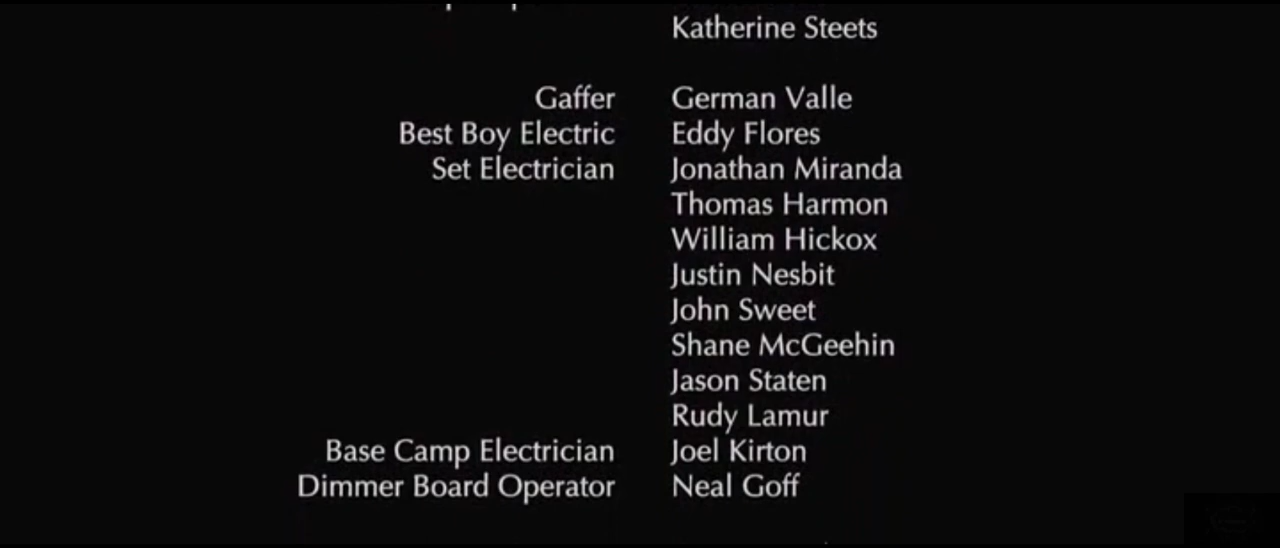 Katherine Steets
Gaffer German Valle
Best Boy Electric Eddy Flores
Set Electrician Jonathan Miranda
Thomas Harmon
William Hickox
Justin Nesbit
John Sweet
Shane McGeehin
Jason Staten
Rudy Lamur
Base Camp Electrician Joel Kirton
Dimmer Board Operator Neal Goff